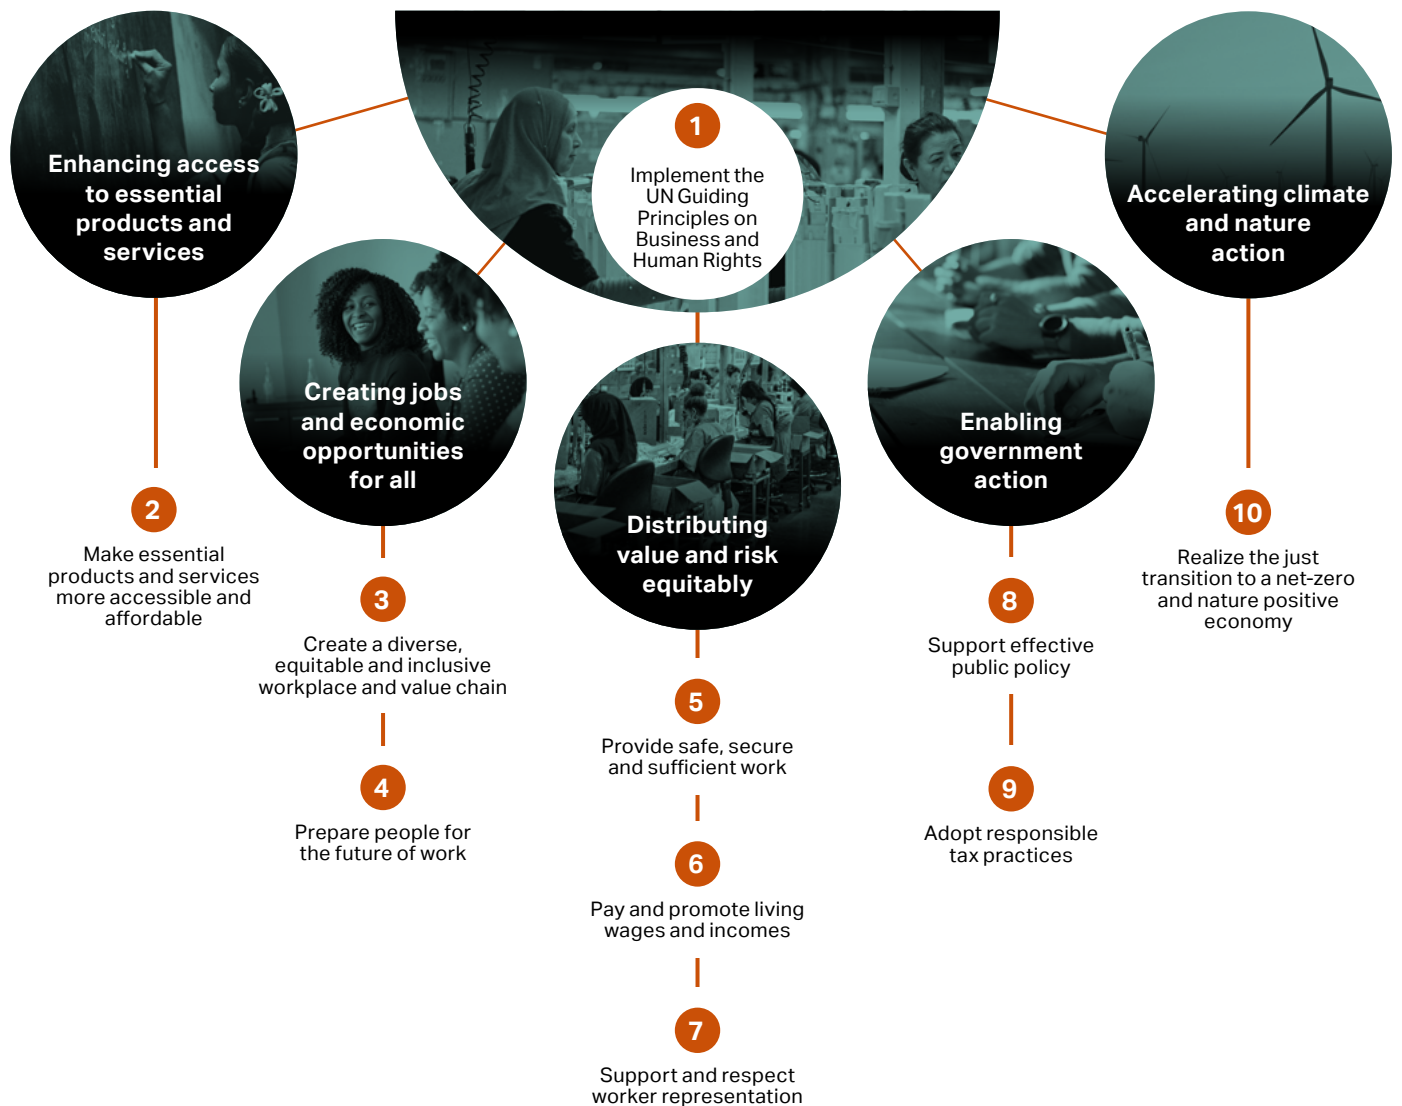 1
Implement the
UN Guiding
Principles on
Business and
Human Rights
Enhancing access
to essential
products and
services
2
Make essential
products and services
more accessible and
affordable
Creating jobs
and economic
opportunities
for all
3
Create a diverse,
equitable and inclusive
workplace and value chain
4
Prepare people for
the future of work
Distributing
value and risk
equitably
5
Provide safe, secure
and sufficient work
6
Pay and promote living
wages and incomes
7
Support and respect
worker representation
Enabling
government
action
8
Support effective
public policy
9
Adopt responsible
tax practices
Accelerating climate
and nature
action
10
Realize the just
transition to a net-zero
and nature positive
economy